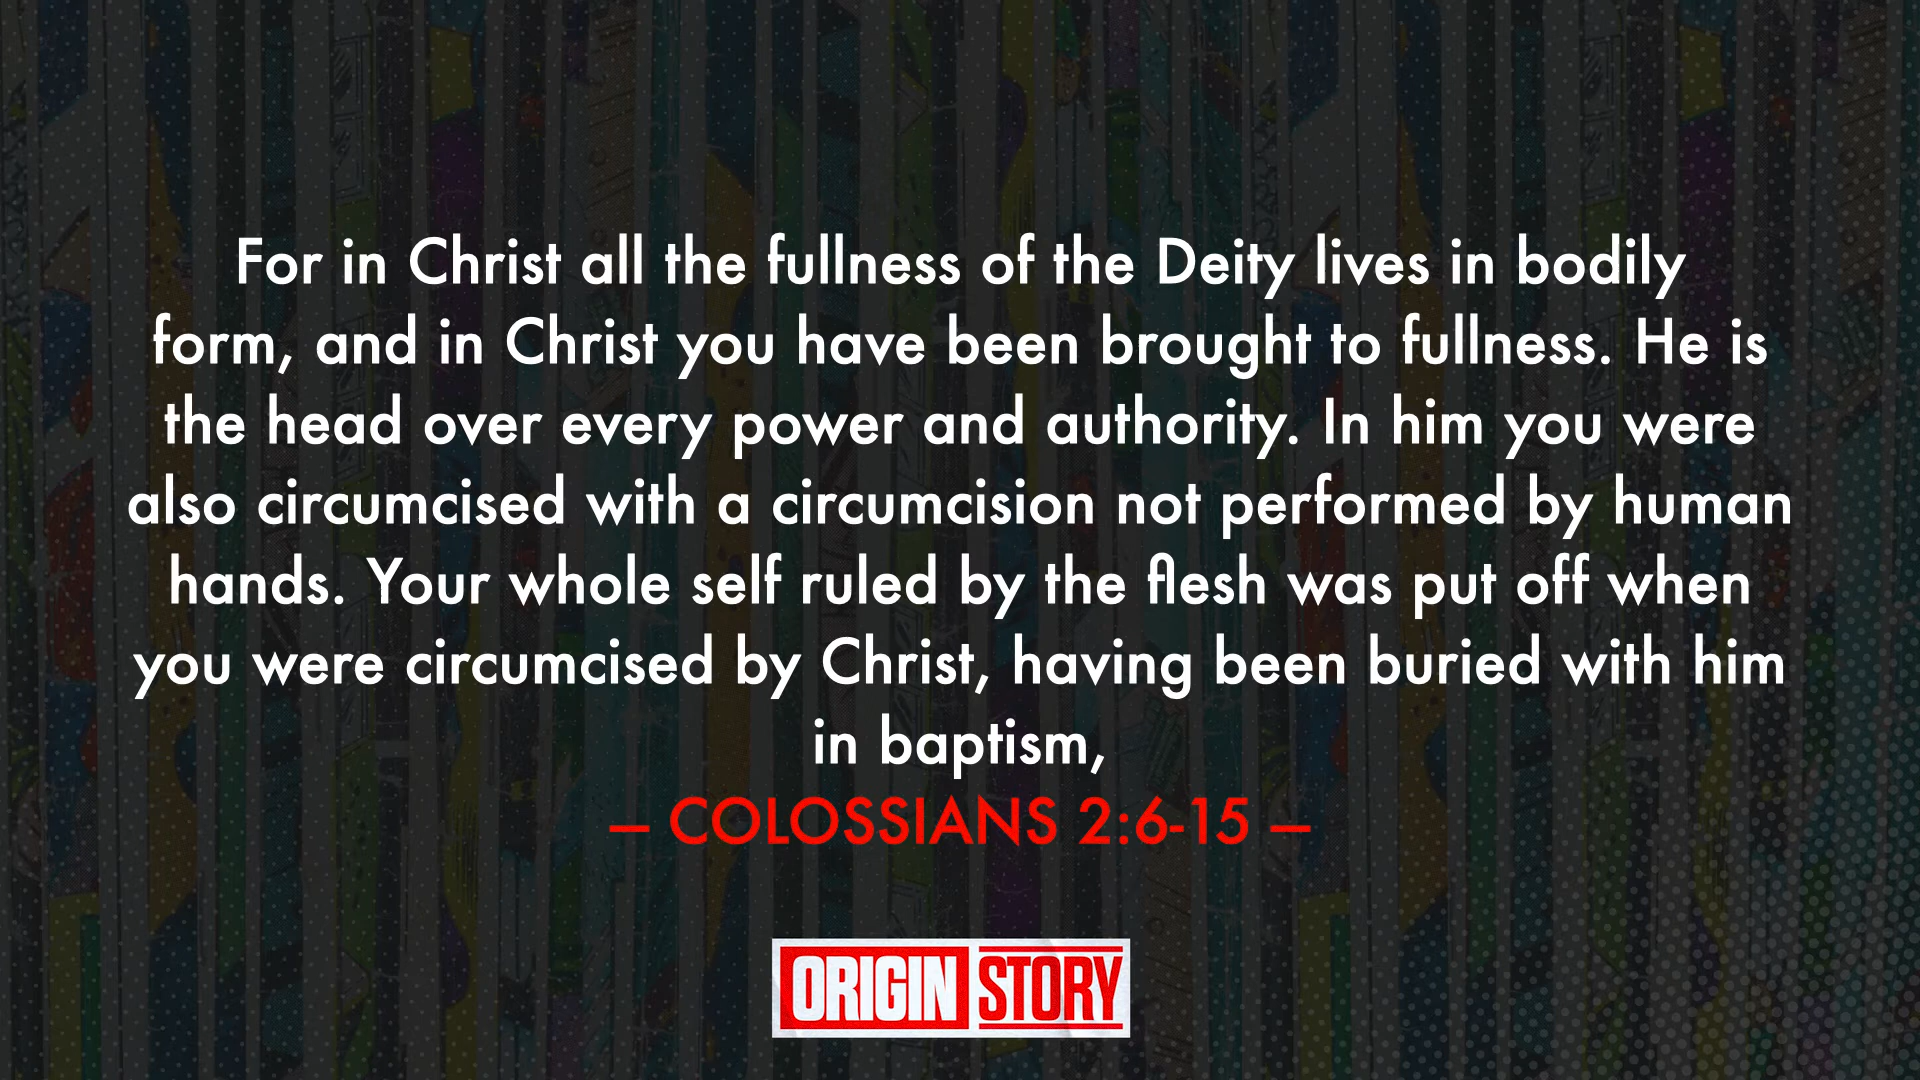 For in Christ all the fullness of the Deity lives in bodily
form, and in Christ you have been brought to fullness. He is
the head over every power and authority. In him you were
also circumcised with a circumcision not performed by human
hands. Your whole self ruled by the flesh was put off when
you were circumcised by Christ, having been buried with him
in baptism,
— COLOSSIANS 2:6-15 —
ORIGIN STORY